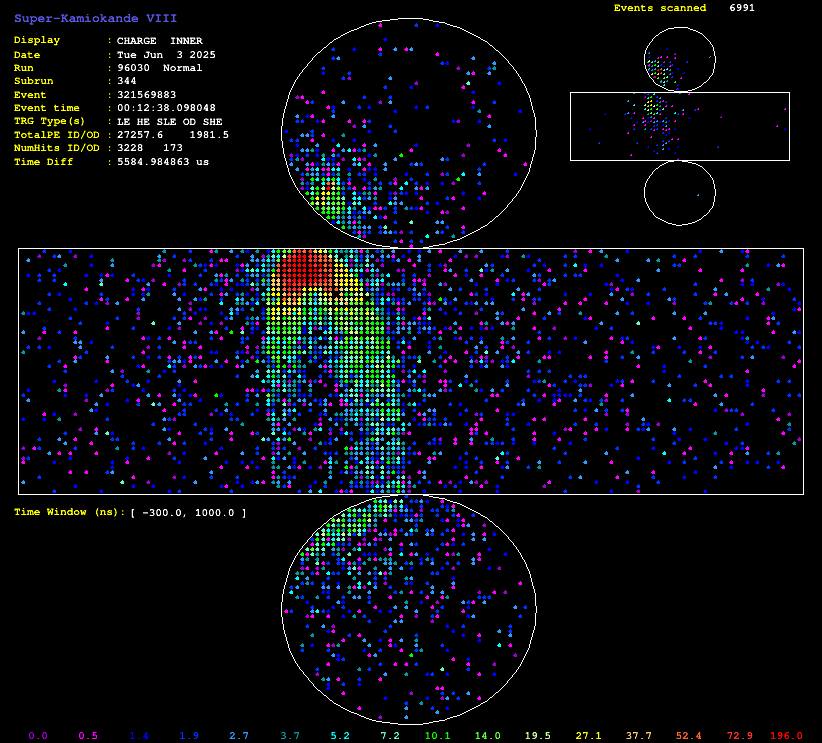 Super-Kamiokande VIII
Events scanned 6991
Display : CHARGE INNER
Date : Tue Jun 3 2025
Run : 96030 Normal
Subrun : 344
Event : 321569883
Event time : 00:12:38.098048
TRG Type(s) : LE HE SLE OD SHE
TotalPE ID/OD : 27257.6 1981.5
NumHits ID/OD : 3228 173
Time Diff : 5584.984863 us
Time Window (ns): [ -300.0, 1000.0 ]
0.0 0.5 1.4 1.9 2.7 3.7 5.2 7.2 10.1 14.0 19.5 27.1 37.7 52.4 72.9 196.0